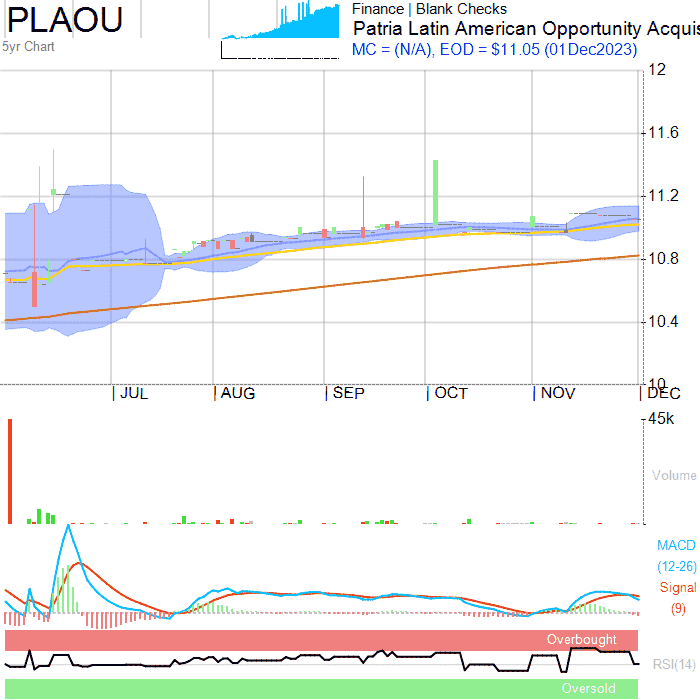 PLAOU
5yr Chart
Finance | Blank Checks
Patria Latin American Opportunity Acquis
MC = (N/A), EOD = $11.05 (01Dec2023)
12
11.6
11.2
10.8
10.4
10
JUL AUG SEP OCT NOV DEC
45k
Volume
MACD
(12-26)
Signal
(9)
Overbought
RSI(14)
Oversold